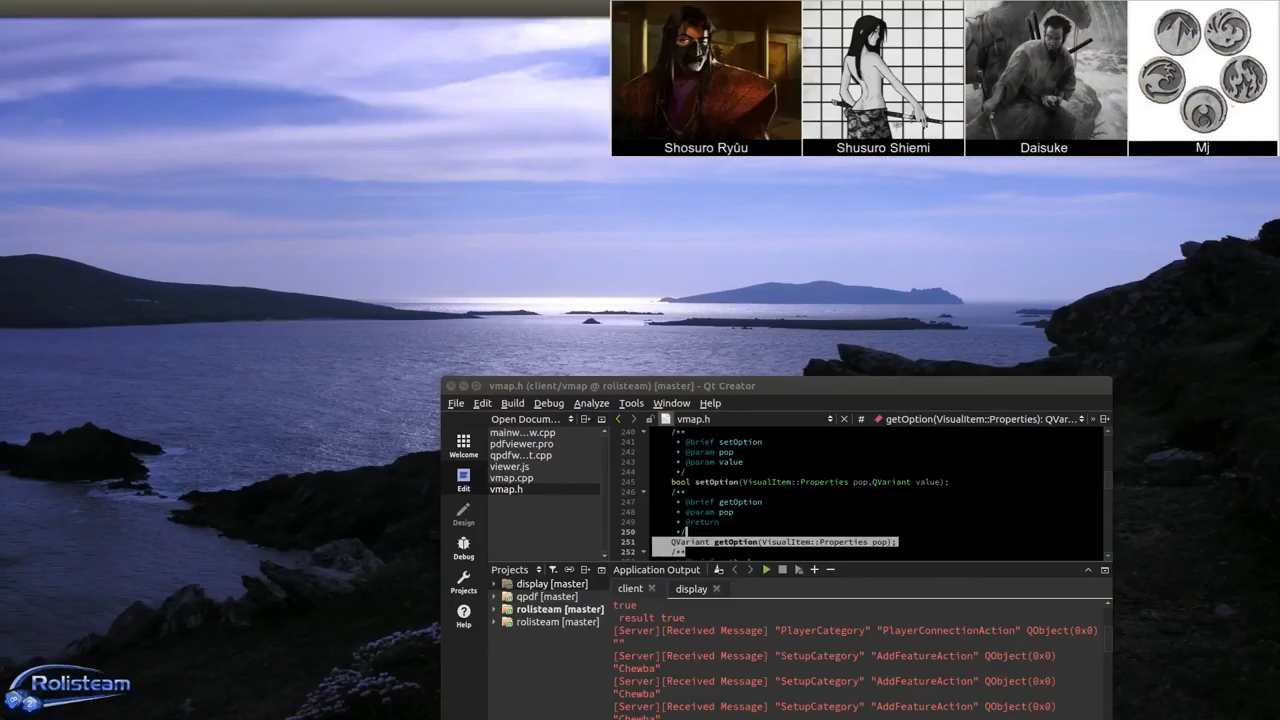 Shosuro Ryûu
Shusuro Shiemi
Daisuke
Mj
vmap.h (client/vmap @ rolisteam) [master] - Qt Creator
File Edit Build Debug Analyze Tools Window Help
Open Docum...
vmap.h
#
getOption(VisualItem::Properties): QVar...
»
mainw...w.cpp
pdfviewer.pro
qpdfw...t.cpp
viewer.js
vmap.cpp
vmap.h
Welcome
Edit
Design
Debug
Projects
Help
240 /**
241 * @brief setOption
242 * @param pop
243 * @param value
244 */
245 bool setOption(VisualItem::Properties pop,QVariant value);
246 /**
247 * @brief getOption
248 * @param pop
249 * @return
250 */
251 QVariant getOption(VisualItem::Properties pop);
252 /**
Projects
display [master]
qpdf [master]
rolisteam [master]
rolisteam [master]
Application Output
client
display
true
result true
[Server][Received Message] "PlayerCategory" "PlayerConnectionAction" QObject(0x0)
""
[Server][Received Message] "SetupCategory" "AddFeatureAction" QObject(0x0)
"Chewba"
[Server][Received Message] "SetupCategory" "AddFeatureAction" QObject(0x0)
"Chewba"
[Server][Received Message] "SetupCategory" "AddFeatureAction" QObject(0x0)
"Chewba"
Rolisteam